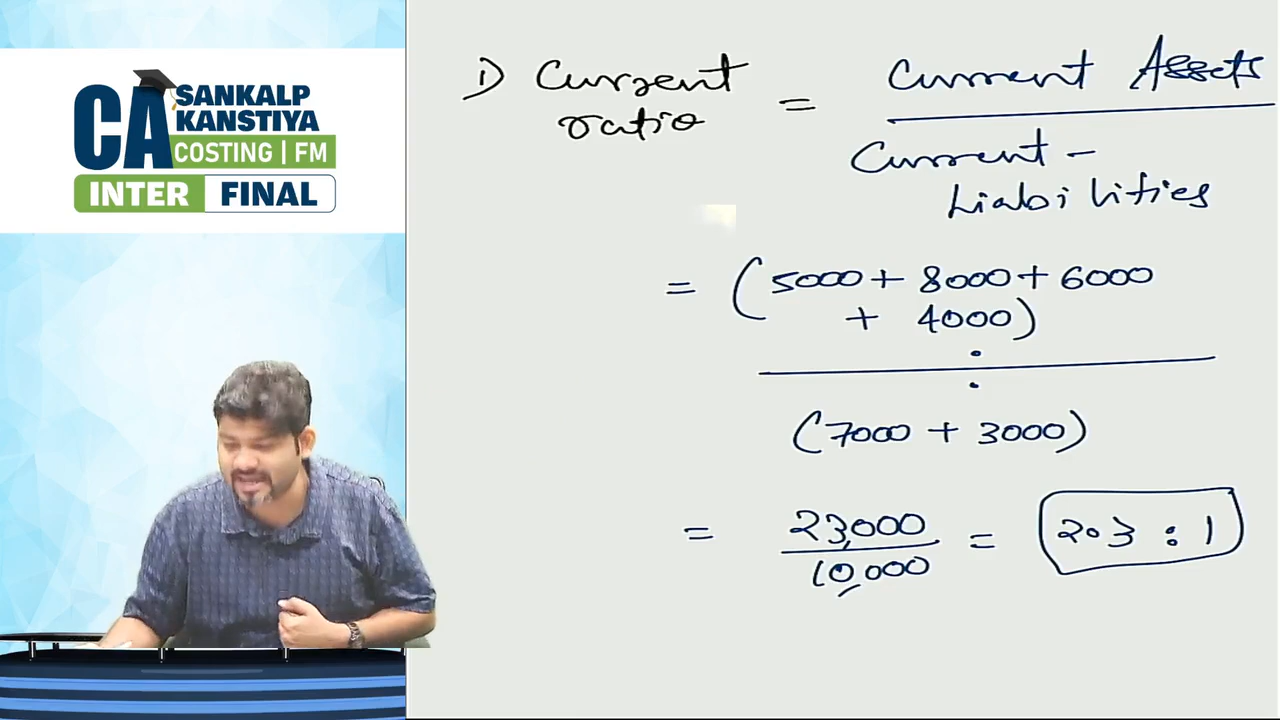 CA SANKALP
KANSTIYA
COSTING | FM
INTER FINAL
1) Current ratio = Current Assets
Current -
Liabilities
= (5000 + 8000 + 6000
+ 4000)
÷
(7000 + 3000)
= 23,000 / 10,000 = 2.3 : 1